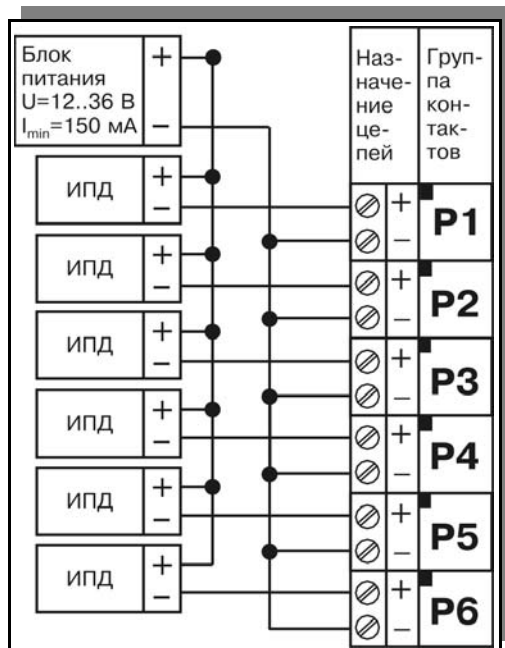 Блок
питания
U=12..36 В
Imin=150 мА
+
−
Наз-
наче-
ние
це-
пей
Груп-
па
кон-
так-
тов
ИПД
+
−
+
−
P1
ИПД
+
−
+
−
P2
ИПД
+
−
+
−
P3
ИПД
+
−
+
−
P4
ИПД
+
−
+
−
P5
ИПД
+
−
+
−
P6